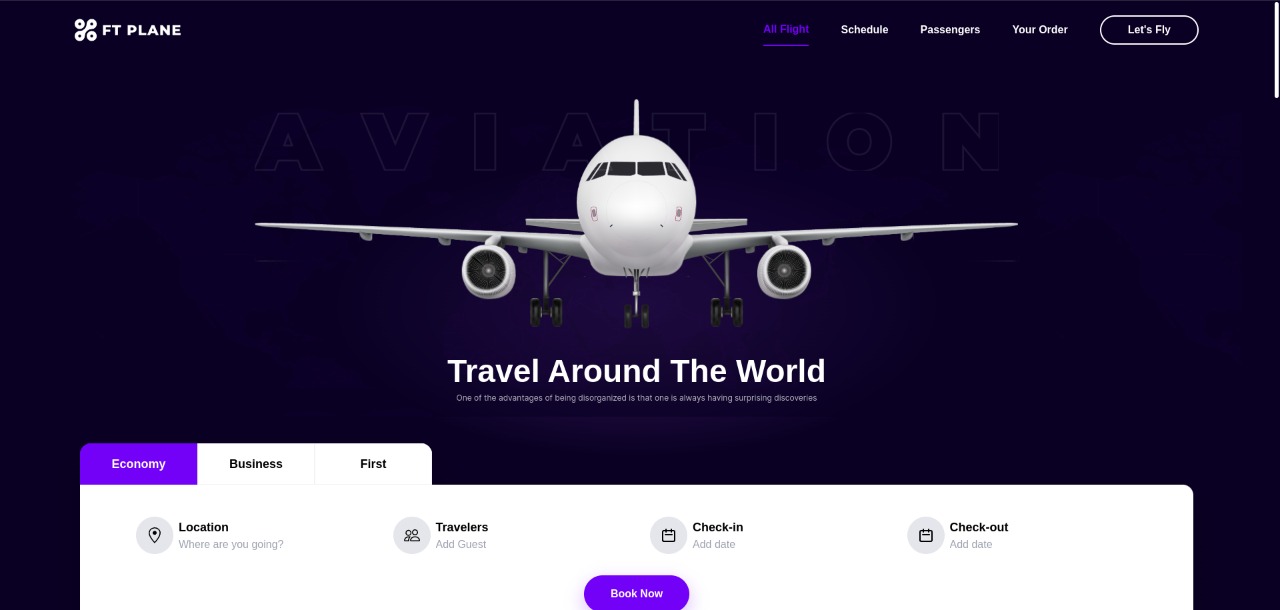 FT PLANE
All Flight
Schedule
Passengers
Your Order
Let's Fly
AVIATION
Travel Around The World
One of the advantages of being disorganized is that one is always having surprising discoveries
Economy
Business
First
Location
Where are you going?
Travelers
Add Guest
Check-in
Add date
Check-out
Add date
Book Now